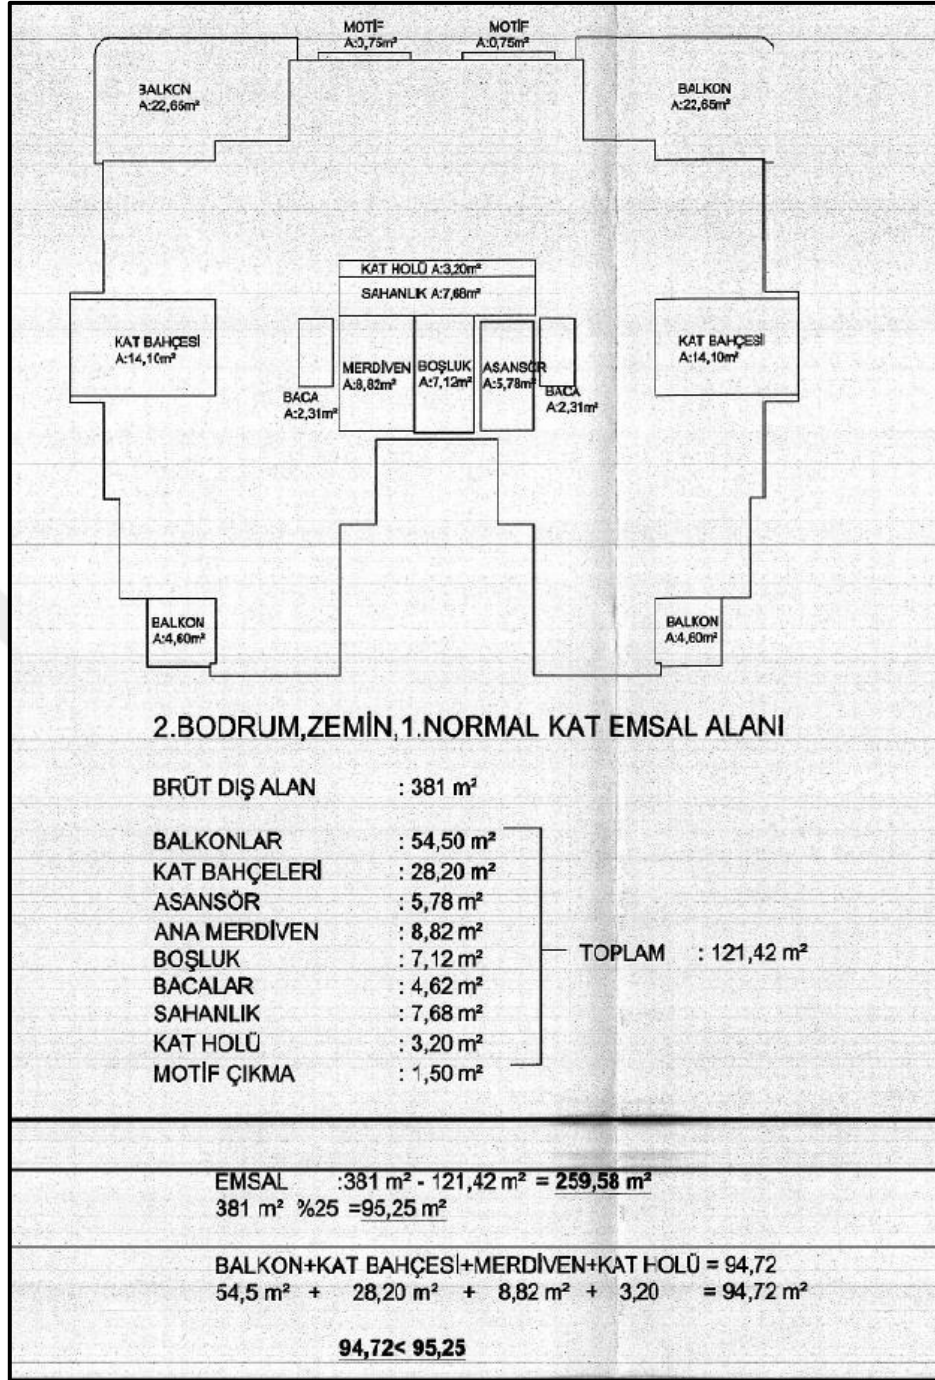 MOTİF
A:0,75m²
MOTİF
A:0,75m²
BALKON
A:22,65m²
BALKON
A:22,65m²
KAT HOLÜ A:3,20m²
SAHANLIK A:7,68m²
KAT BAHÇESİ
A:14,10m²
MERDİVEN
A:8,82m²
BOŞLUK
A:7,12m²
ASANSÖR
A:5,78m²
KAT BAHÇESİ
A:14,10m²
BACA
A:2,31m²
BACA
A:2,31m²
BALKON
A:4,60m²
BALKON
A:4,60m²
2.BODRUM,ZEMİN,1.NORMAL KAT EMSAL ALANI
BRÜT DIŞ ALAN : 381 m²
BALKONLAR : 54,50 m²
KAT BAHÇELERİ : 28,20 m²
ASANSÖR : 5,78 m²
ANA MERDİVEN : 8,82 m²
BOŞLUK : 7,12 m²
TOPLAM : 121,42 m²
BACALAR : 4,62 m²
SAHANLIK : 7,68 m²
KAT HOLÜ : 3,20 m²
MOTİF ÇIKMA : 1,50 m²
EMSAL :381 m² - 121,42 m² = 259,58 m²
381 m² %25 =95,25 m²
BALKON+KAT BAHÇESİ+MERDİVEN+KAT HOLÜ = 94,72
54,5 m² + 28,20 m² + 8,82 m² + 3,20 = 94,72 m²
94,72< 95,25